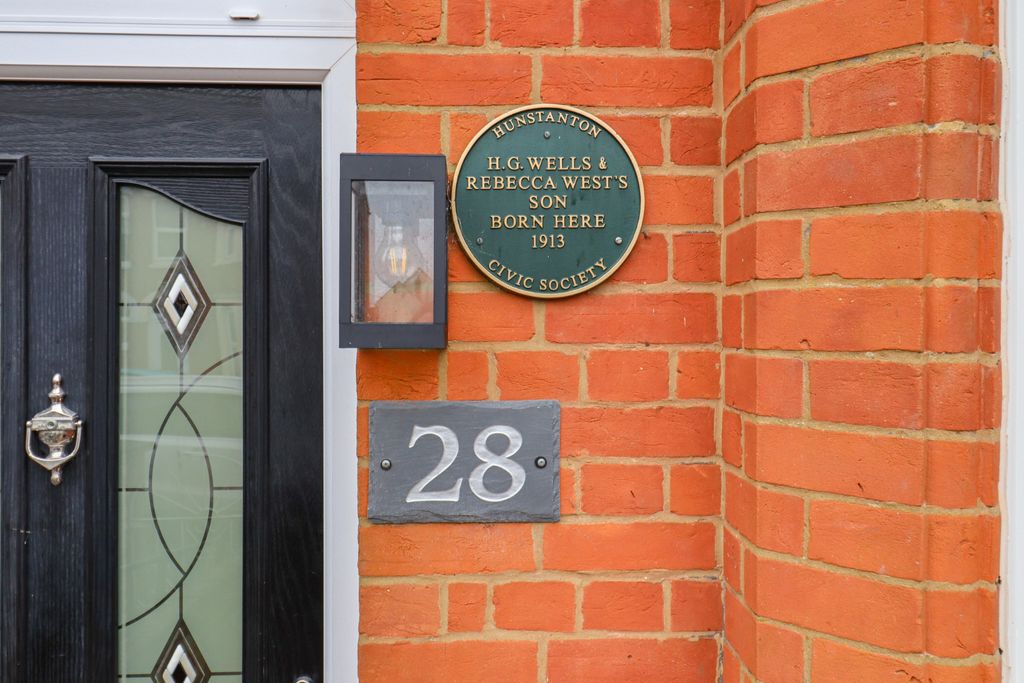 HUNSTANTON
H.G. WELLS &
REBECCA WEST'S
SON
BORN HERE
1913
CIVIC SOCIETY
28